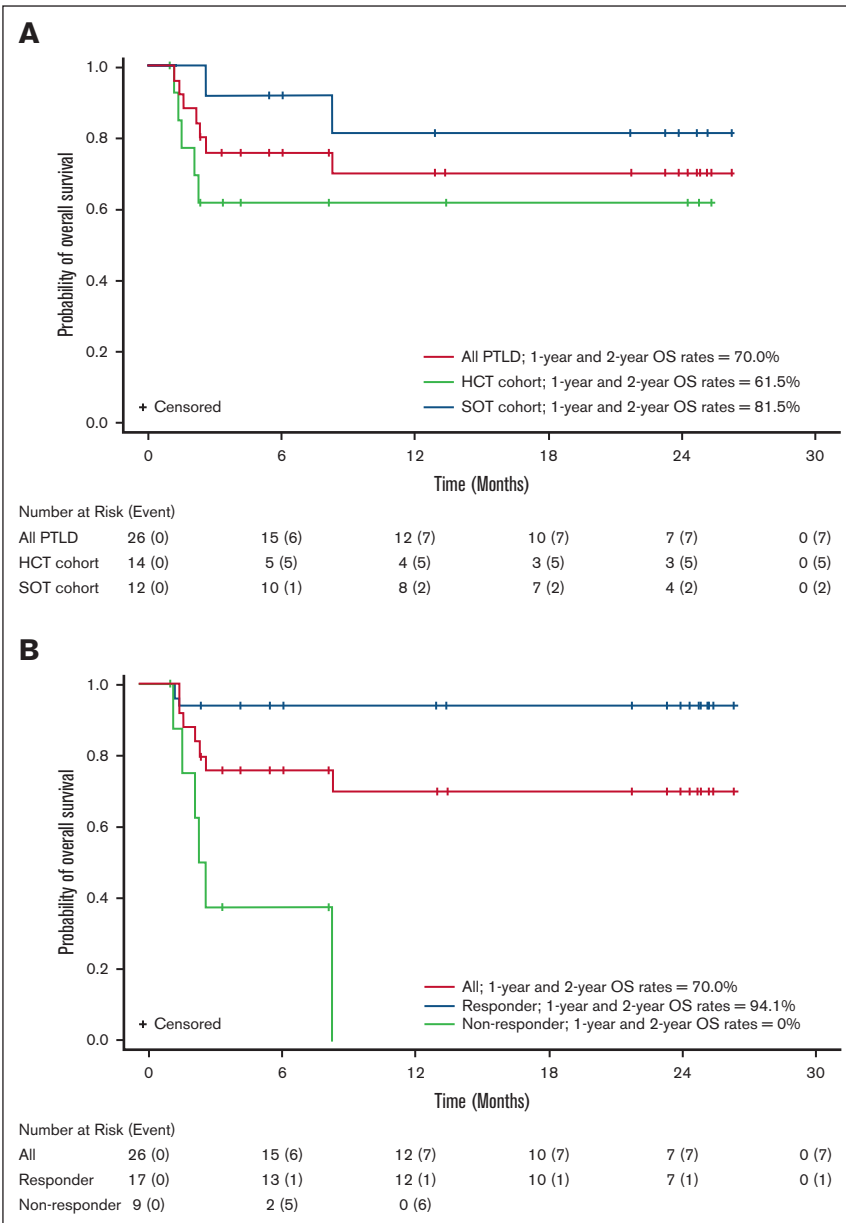 A
1.0
0.8
0.6
0.4
0.2
0.0
Probability of overall survival
All PTLD; 1-year and 2-year OS rates = 70.0%
HCT cohort; 1-year and 2-year OS rates = 61.5%
SOT cohort; 1-year and 2-year OS rates = 81.5%
+ Censored
0 6 12 18 24 30
Time (Months)
Number at Risk (Event)
All PTLD 26 (0) 15 (6) 12 (7) 10 (7) 7 (7) 0 (7)
HCT cohort 14 (0) 5 (5) 4 (5) 3 (5) 3 (5) 0 (5)
SOT cohort 12 (0) 10 (1) 8 (2) 7 (2) 4 (2) 0 (2)
B
1.0
0.8
0.6
0.4
0.2
0.0
Probability of overall survival
All; 1-year and 2-year OS rates = 70.0%
Responder; 1-year and 2-year OS rates = 94.1%
Non-responder; 1-year and 2-year OS rates = 0%
+ Censored
0 6 12 18 24 30
Time (Months)
Number at Risk (Event)
All 26 (0) 15 (6) 12 (7) 10 (7) 7 (7) 0 (7)
Responder 17 (0) 13 (1) 12 (1) 10 (1) 7 (1) 0 (1)
Non-responder 9 (0) 2 (5) 0 (6)